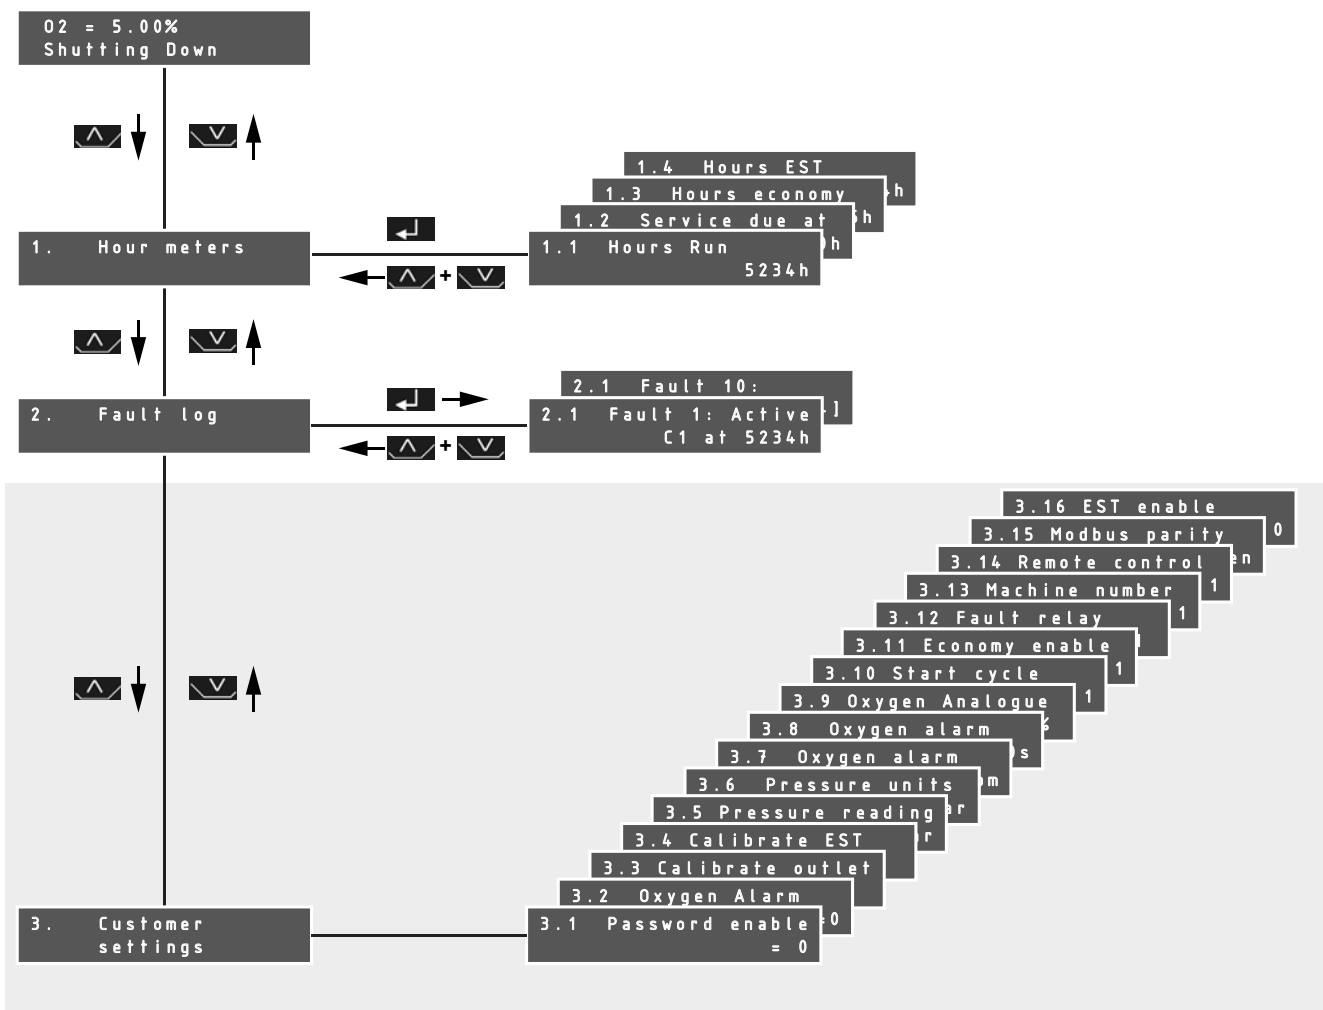 O2 = 5.00%
Shutting Down
1.4 Hours EST
h
1.3 Hours economy
h
1.2 Service due at
h
1. Hour meters
1.1 Hours Run
5234h
+
2.1 Fault 10:
.]
2. Fault log
2.1 Fault 1: Active
C1 at 5234h
+
3.16 EST enable
0
3.15 Modbus parity
en
3.14 Remote control
1
3.13 Machine number
1
3.12 Fault relay
3.11 Economy enable
1
3.10 Start cycle
1
3.9 Oxygen Analogue
%
3.8 Oxygen alarm
s
3.7 Oxygen alarm
m
3.6 Pressure units
ar
3.5 Pressure reading
r
3.4 Calibrate EST
3.3 Calibrate outlet
3.2 Oxygen Alarm
=0
3. Customer
settings
3.1 Password enable
= 0